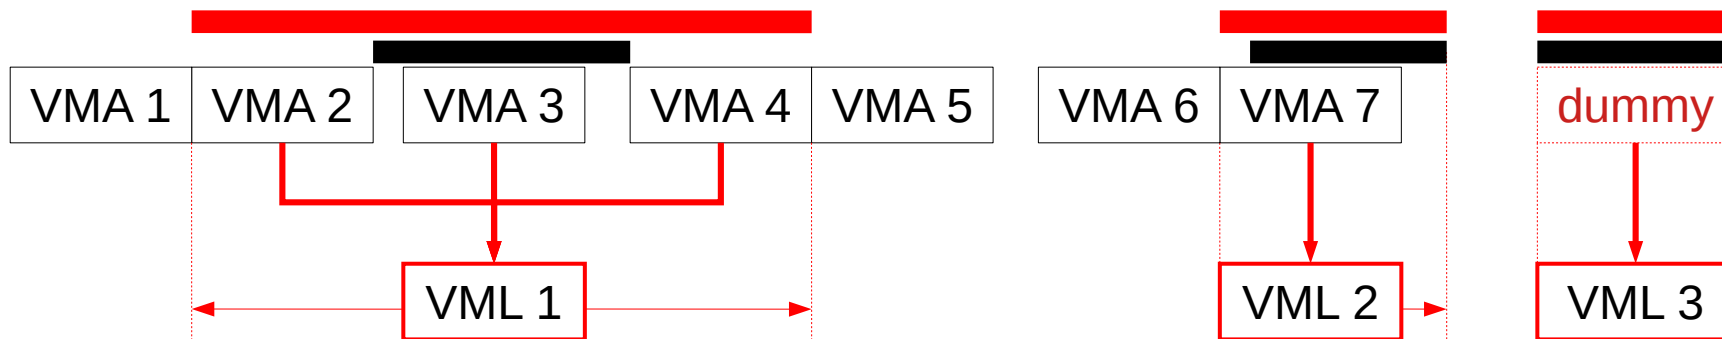 VMA 1 VMA 2 VMA 3 VMA 4 VMA 5 VMA 6 VMA 7 dummy
VML 1 VML 2 VML 3